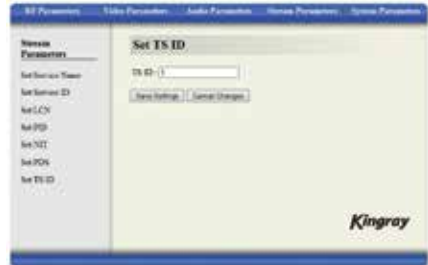 RF Parameters Video Parameters Audio Parameters Stream Parameters System Parameters
Stream
Parameters
Set Service Name
Set Service ID
Set LCN
Set PID
Set NIT
Set PDS
Set TS ID
Set TS ID
TS ID: 1
Save Settings Cancel Changes
Kingray